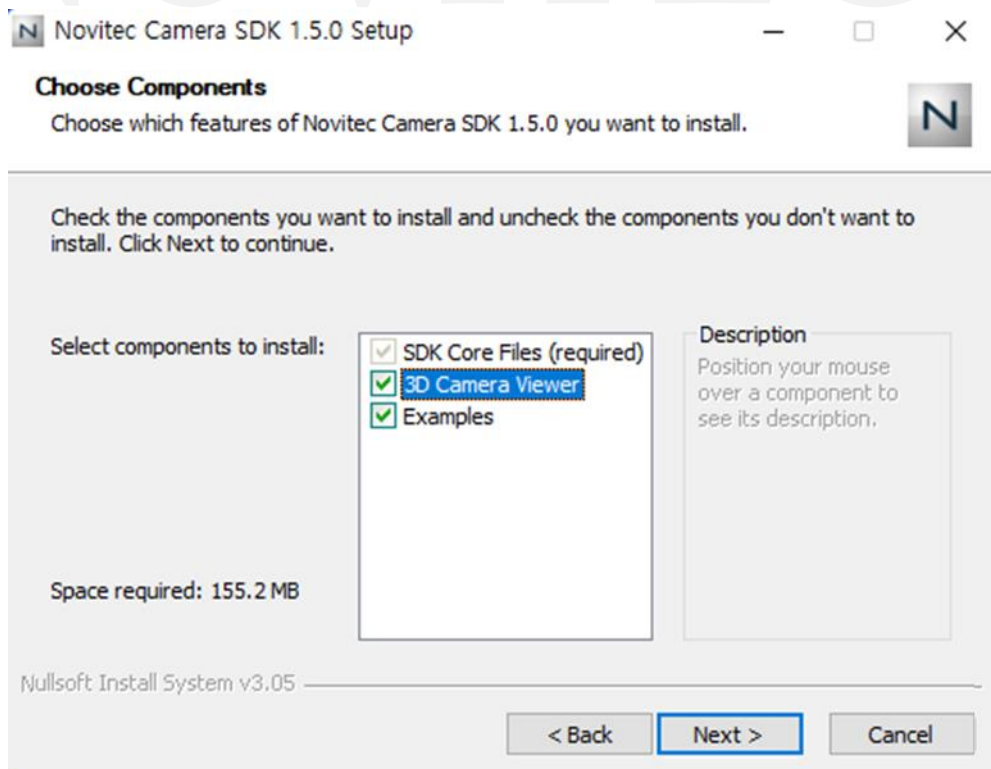 Novitec Camera SDK 1.5.0 Setup
Choose Components
Choose which features of Novitec Camera SDK 1.5.0 you want to install.
N
Check the components you want to install and uncheck the components you don't want to
install. Click Next to continue.
Select components to install:
SDK Core Files (required)
3D Camera Viewer
Examples
Description
Position your mouse
over a component to
see its description.
Space required: 155.2 MB
Nullsoft Install System v3.05
< Back
Next >
Cancel